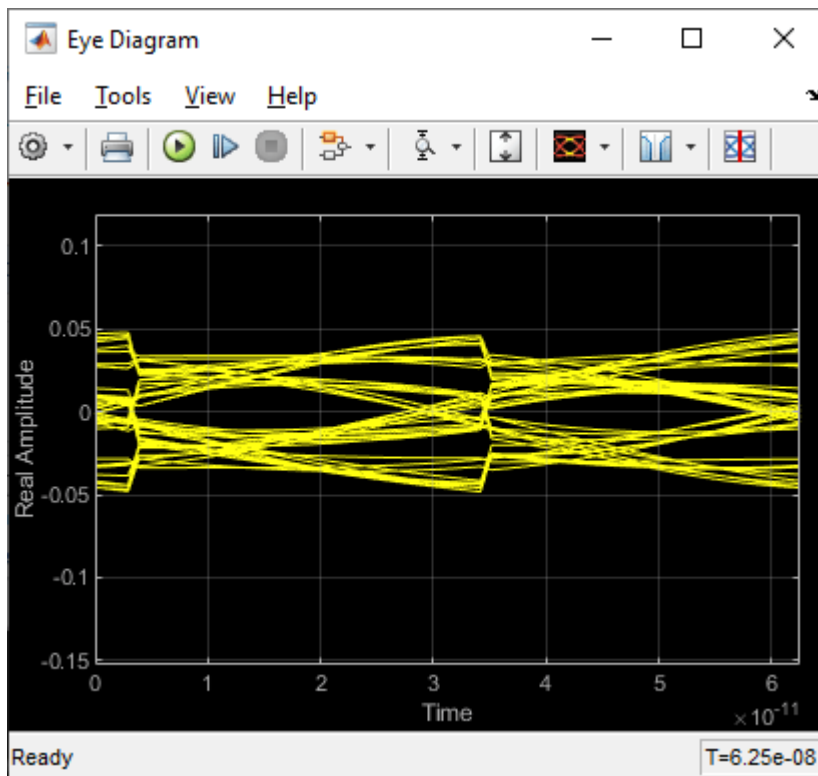 Eye Diagram
File Tools View Help
0.1
0.05
0
-0.05
-0.1
-0.15
Real Amplitude
0 1 2 3 4 5 6
Time
×10-11
Ready T=6.25e-08